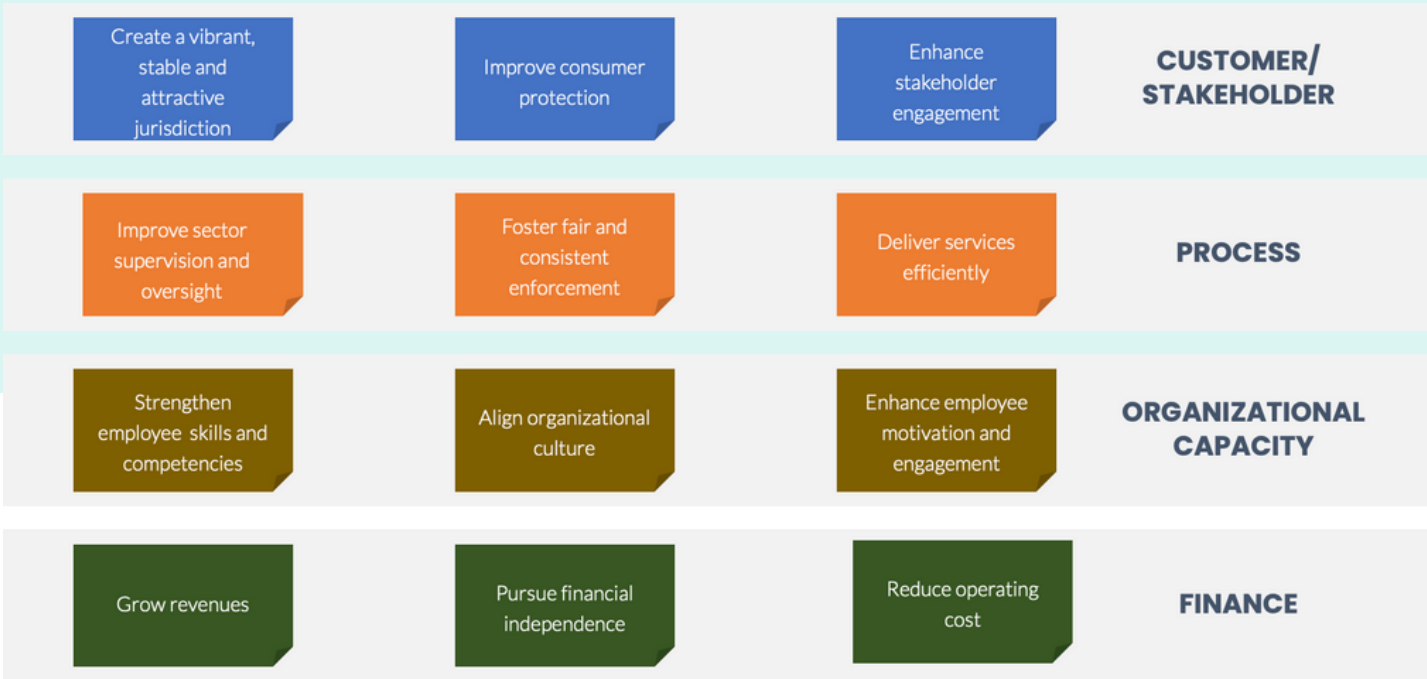 Create a vibrant,
stable and
attractive
jurisdiction
Improve consumer
protection
Enhance
stakeholder
engagement
CUSTOMER/
STAKEHOLDER
Improve sector
supervision and
oversight
Foster fair and
consistent
enforcement
Deliver services
efficiently
PROCESS
Strengthen
employee skills and
competencies
Align organizational
culture
Enhance employee
motivation and
engagement
ORGANIZATIONAL
CAPACITY
Grow revenues
Pursue financial
independence
Reduce operating
cost
FINANCE